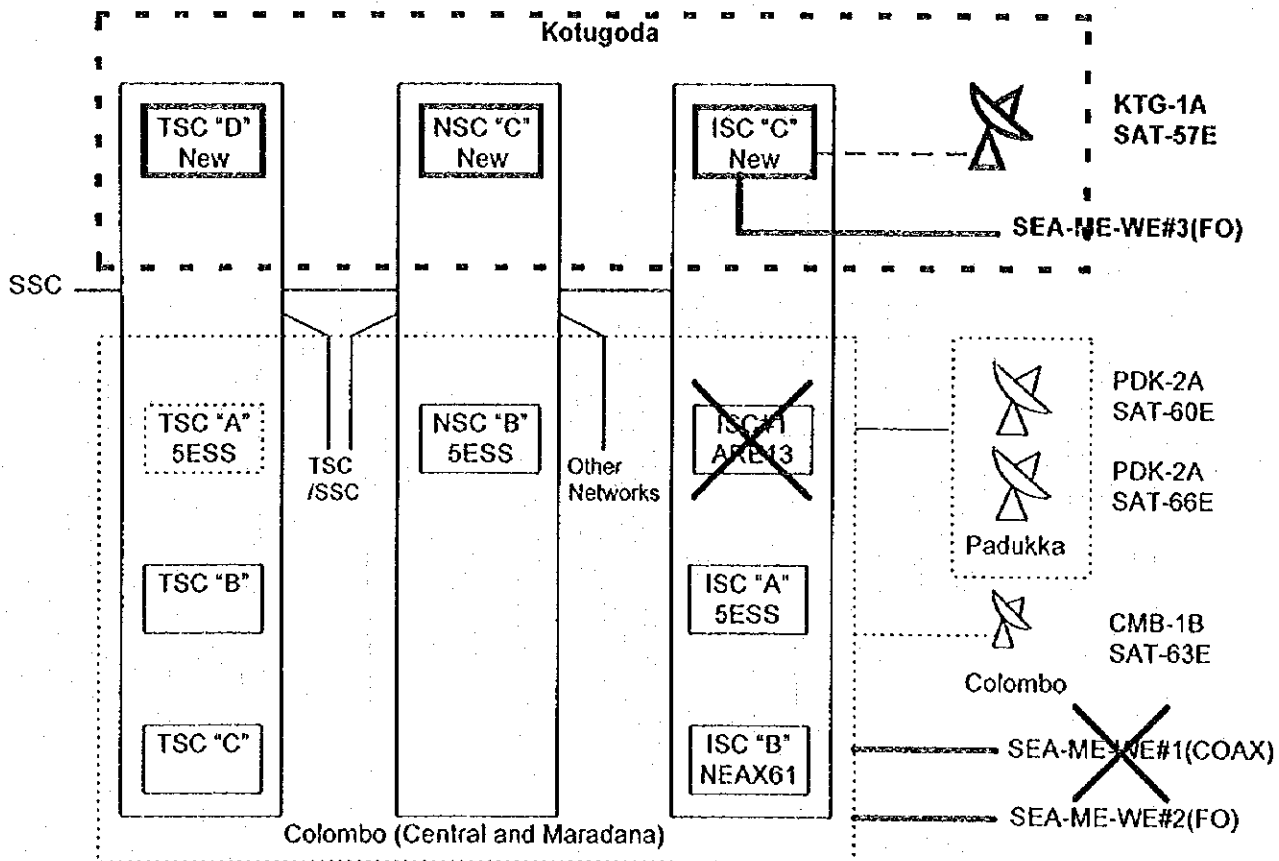 Kotugoda
TSC "D"
New
NSC "C"
New
ISC "C"
New
KTG-1A
SAT-57E
SEA-ME-WE#3(FO)
SSC
TSC "A"
5ESS
TSC
/SSC
NSC "B"
5ESS
Other
Networks
ISC#1
ARE13
PDK-2A
SAT-60E
PDK-2A
SAT-66E
Padukka
TSC "B"
ISC "A"
5ESS
CMB-1B
SAT-63E
Colombo
TSC "C"
ISC "B"
NEAX61
SEA-ME-WE#1(COAX)
SEA-ME-WE#2(FO)
Colombo (Central and Maradana)